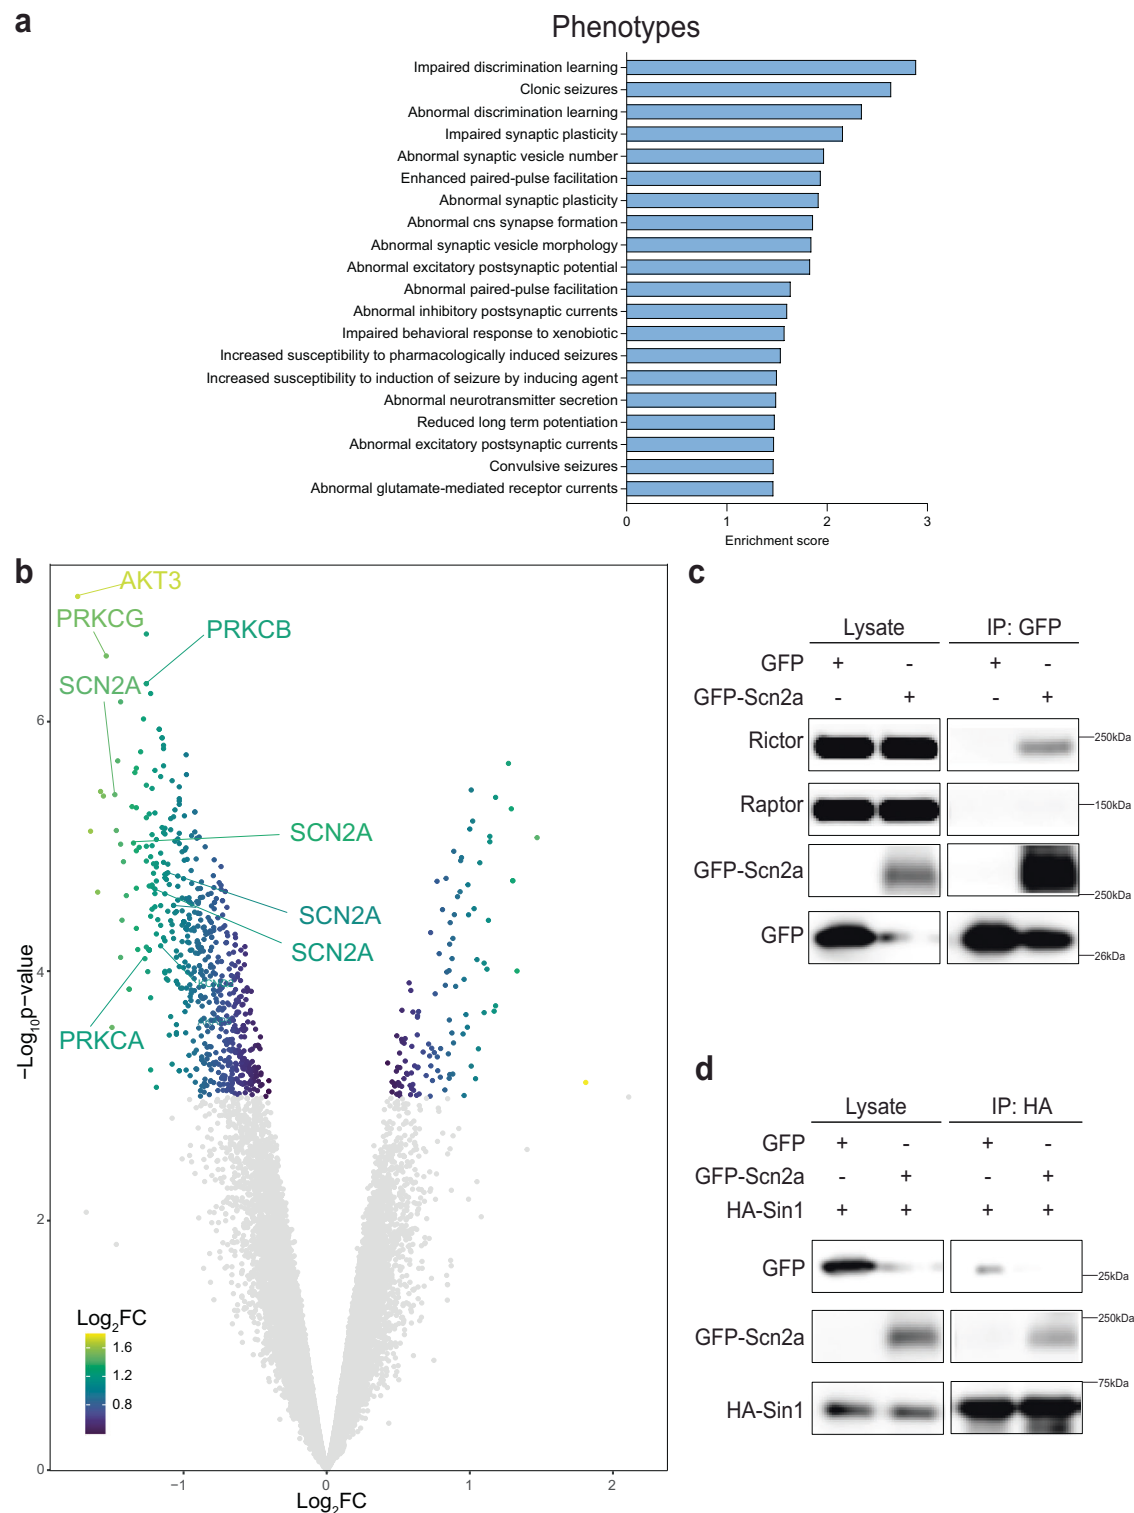 a
Phenotypes
Impaired discrimination learning
Clonic seizures
Abnormal discrimination learning
Impaired synaptic plasticity
Abnormal synaptic vesicle number
Enhanced paired-pulse facilitation
Abnormal synaptic plasticity
Abnormal cns synapse formation
Abnormal synaptic vesicle morphology
Abnormal excitatory postsynaptic potential
Abnormal paired-pulse facilitation
Abnormal inhibitory postsynaptic currents
Impaired behavioral response to xenobiotic
Increased susceptibility to pharmacologically induced seizures
Increased susceptibility to induction of seizure by inducing agent
Abnormal neurotransmitter secretion
Reduced long term potentiation
Abnormal excitatory postsynaptic currents
Convulsive seizures
Abnormal glutamate-mediated receptor currents
0 1 2 3
Enrichment score
b
AKT3
PRKCG
PRKCB
SCN2A
SCN2A
SCN2A
SCN2A
PRKCA
6
4
2
0
−Log10p−value
Log2FC
2
1.6
1.2
0.8
−1 0 1 2
Log2FC
c
Lysate IP: GFP
GFP + - + -
GFP-Scn2a - + - +
Rictor 250kDa
Raptor 150kDa
GFP-Scn2a 250kDa
GFP 26kDa
d
Lysate IP: HA
GFP + - + -
GFP-Scn2a - + - +
HA-Sin1 + + + +
GFP 25kDa
GFP-Scn2a 250kDa
HA-Sin1 75kDa